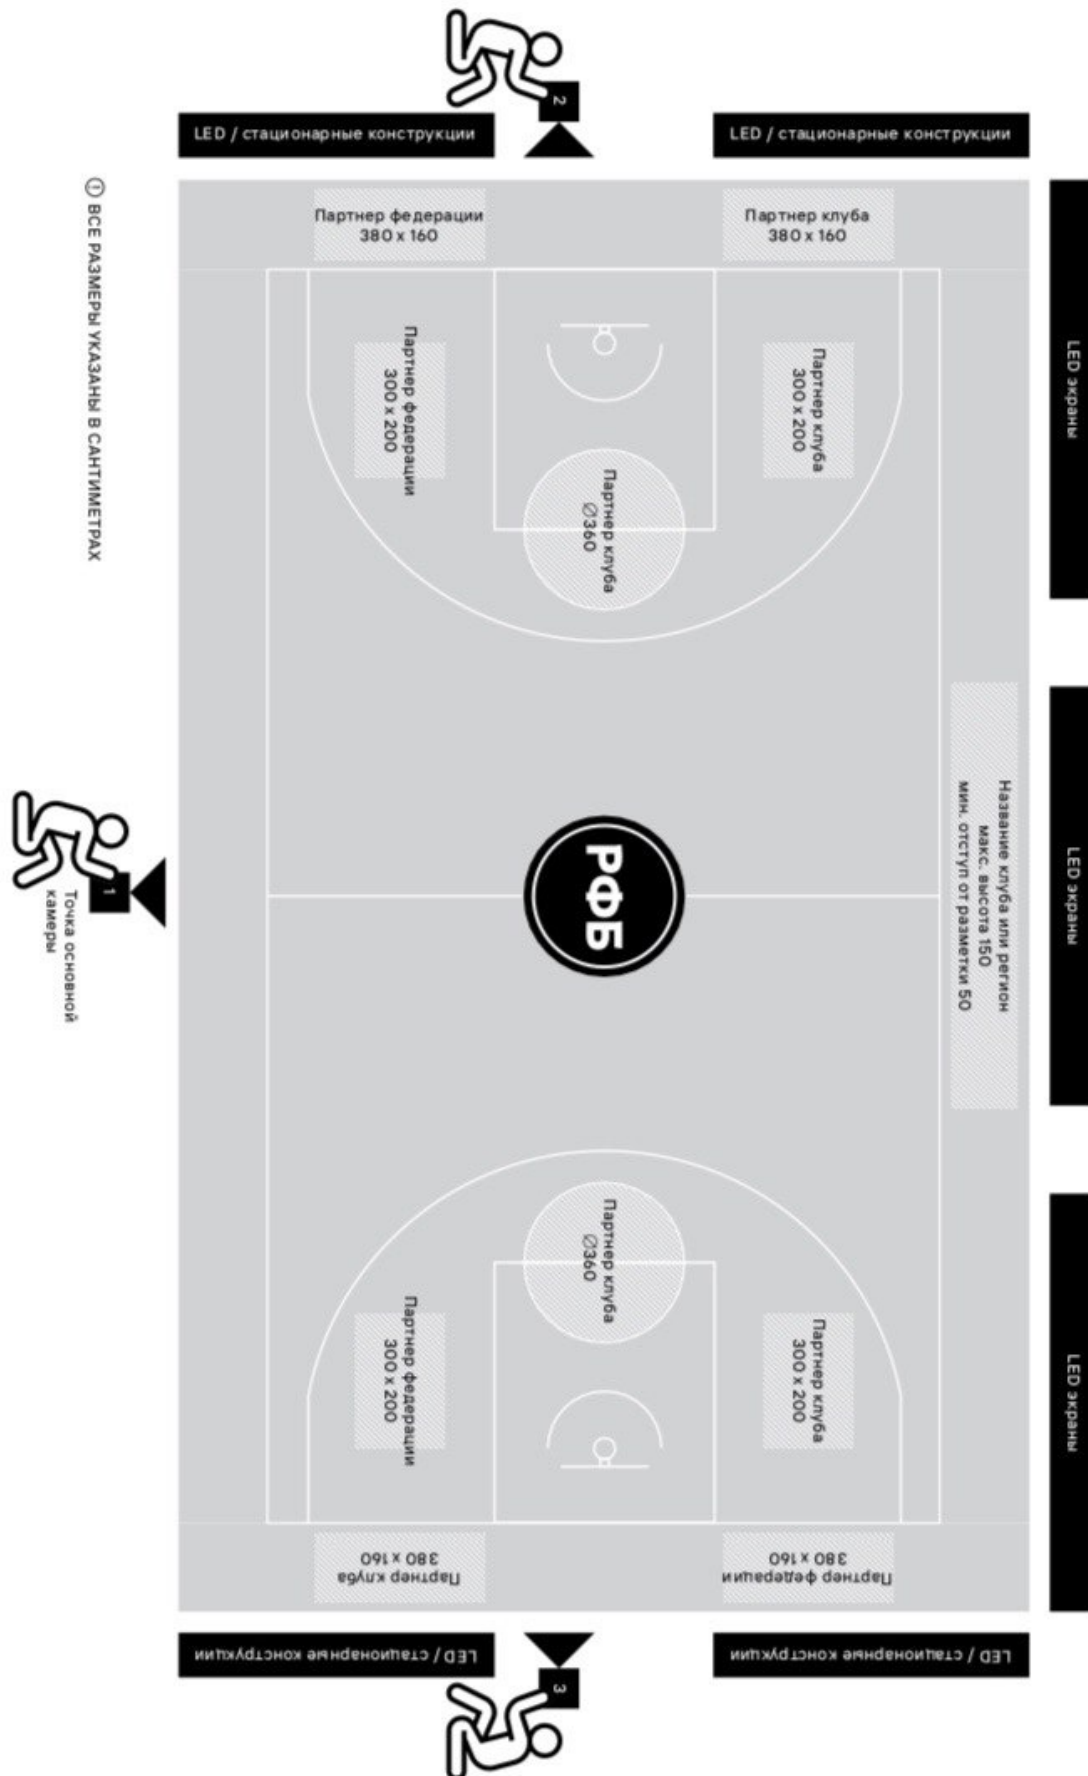 2
LED / стационарные конструкции
LED / стационарные конструкции
① ВСЕ РАЗМЕРЫ УКАЗАНЫ В САНТИМЕТРАХ
Партнер федерации
380 x 160
Партнер клуба
380 x 160
LED экраны
Партнер федерации
300 x 200
Партнер клуба
300 x 200
Партнер клуба
∅360
Название клуба или регион
макс. высота 150
мин. отступ от разметки 50
LED экраны
РФБ
1
Точка основной
камеры
Партнер клуба
∅360
Партнер федерации
300 x 200
Партнер клуба
300 x 200
LED экраны
Партнер клуба
380 x 160
Партнер федерации
380 x 160
LED / стационарные конструкции
LED / стационарные конструкции
3